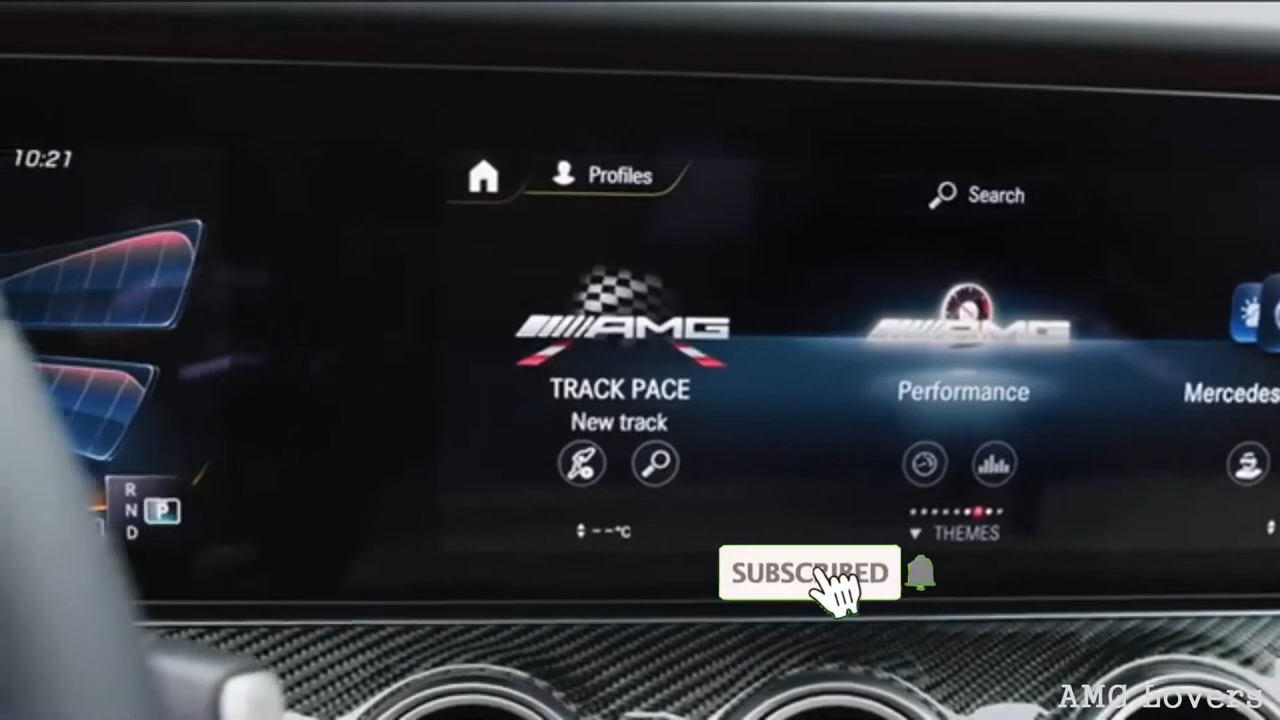 10:21
Profiles
Search
AMG
AMG
TRACK PACE
Performance
Mercedes
New track
R
N
P
D
--°C
THEMES
SUBSCRIBED
AMG Lovers